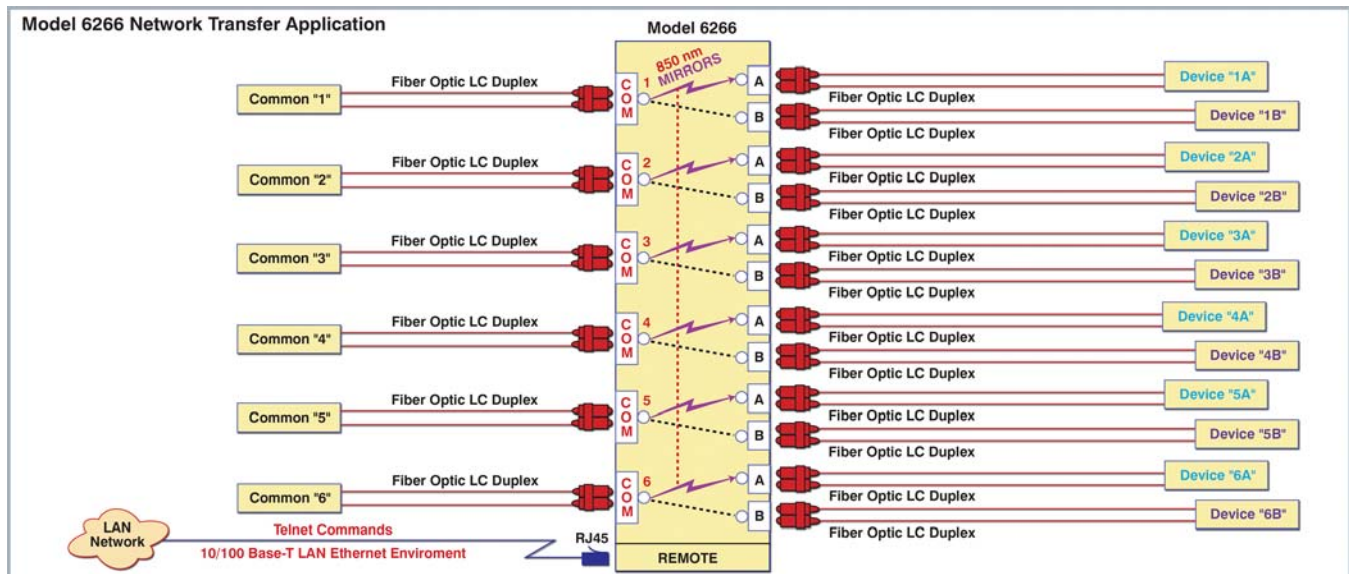 Model 6266 Network Transfer Application
Model 6266
850 nm
MIRRORS
Common "1"
Fiber Optic LC Duplex
COM
1
A
Fiber Optic LC Duplex
Device "1A"
B
Fiber Optic LC Duplex
Device "1B"
Common "2"
Fiber Optic LC Duplex
COM
2
A
Fiber Optic LC Duplex
Device "2A"
B
Fiber Optic LC Duplex
Device "2B"
Common "3"
Fiber Optic LC Duplex
COM
3
A
Fiber Optic LC Duplex
Device "3A"
B
Fiber Optic LC Duplex
Device "3B"
Common "4"
Fiber Optic LC Duplex
COM
4
A
Fiber Optic LC Duplex
Device "4A"
B
Fiber Optic LC Duplex
Device "4B"
Common "5"
Fiber Optic LC Duplex
COM
5
A
Fiber Optic LC Duplex
Device "5A"
B
Fiber Optic LC Duplex
Device "5B"
Common "6"
Fiber Optic LC Duplex
COM
6
A
Fiber Optic LC Duplex
Device "6A"
B
Fiber Optic LC Duplex
Device "6B"
LAN
Network
Telnet Commands
10/100 Base-T LAN Ethernet Enviroment
RJ45
REMOTE